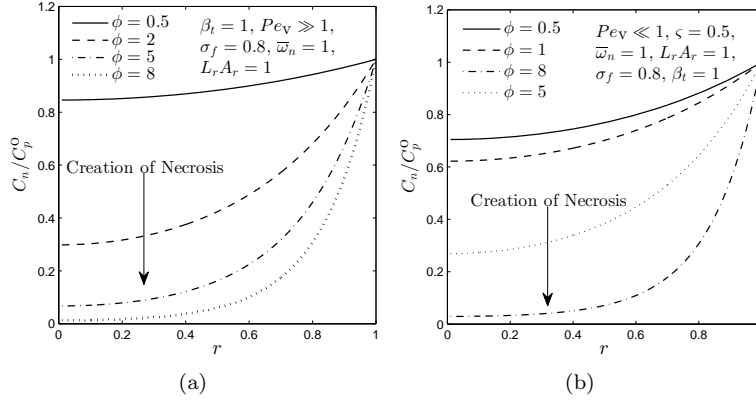 ϕ = 0.5
ϕ = 2
ϕ = 5
ϕ = 8
β_t = 1, Pe_V ≫ 1,
σ_f = 0.8, ω̅_n = 1,
L_rA_r = 1
Creation of Necrosis
C_n/C_p^O
1
0.8
0.6
0.4
0.2
0
0 0.2 0.4 0.6 0.8 1
r
(a)
ϕ = 0.5
ϕ = 1
ϕ = 8
ϕ = 5
Pe_V ≪ 1, ς = 0.5,
ω̅_n = 1, L_rA_r = 1,
σ_f = 0.8, β_t = 1
Creation of Necrosis
C_n/C_p^O
1
0.8
0.6
0.4
0.2
0
0 0.2 0.4 0.6 0.8
r
(b)